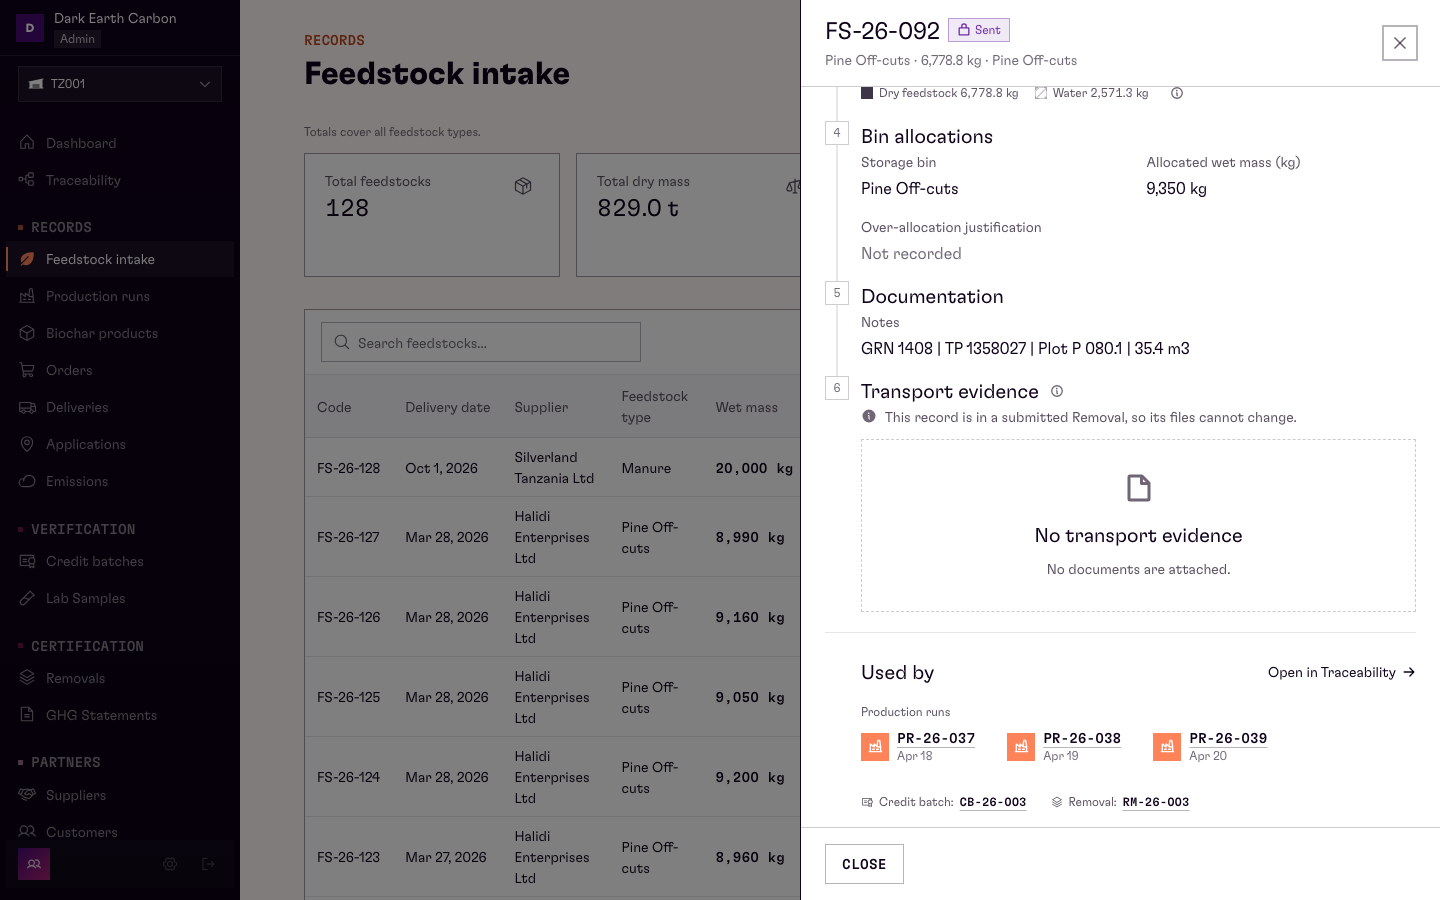 D
Dark Earth Carbon
Admin
TZ001
Dashboard
Traceability
RECORDS
Feedstock intake
Production runs
Biochar products
Orders
Deliveries
Applications
Emissions
VERIFICATION
Credit batches
Lab Samples
CERTIFICATION
Removals
GHG Statements
PARTNERS
Suppliers
Customers
RECORDS
Feedstock intake
Totals cover all feedstock types.
Total feedstocks
128
Total dry mass
829.0 t
Search feedstocks...
Code Delivery date Supplier Feedstock type Wet mass
FS-26-128 Oct 1, 2026 Silverland Tanzania Ltd Manure 20,000 kg
FS-26-127 Mar 28, 2026 Halidi Enterprises Ltd Pine Off-cuts 8,990 kg
FS-26-126 Mar 28, 2026 Halidi Enterprises Ltd Pine Off-cuts 9,160 kg
FS-26-125 Mar 28, 2026 Halidi Enterprises Ltd Pine Off-cuts 9,050 kg
FS-26-124 Mar 28, 2026 Halidi Enterprises Ltd Pine Off-cuts 9,200 kg
FS-26-123 Mar 27, 2026 Halidi Enterprises Ltd Pine Off-cuts 8,960 kg
FS-26-092 Sent
Pine Off-cuts · 6,778.8 kg · Pine Off-cuts
Dry feedstock 6,778.8 kg Water 2,571.3 kg
4 Bin allocations
Storage bin Allocated wet mass (kg)
Pine Off-cuts 9,350 kg
Over-allocation justification
Not recorded
5 Documentation
Notes
GRN 1408 | TP 1358027 | Plot P 080.1 | 35.4 m3
6 Transport evidence
This record is in a submitted Removal, so its files cannot change.
No transport evidence
No documents are attached.
Used by Open in Traceability →
Production runs
PR-26-037 PR-26-038 PR-26-039
Apr 18 Apr 19 Apr 20
Credit batch: CB-26-003 Removal: RM-26-003
CLOSE